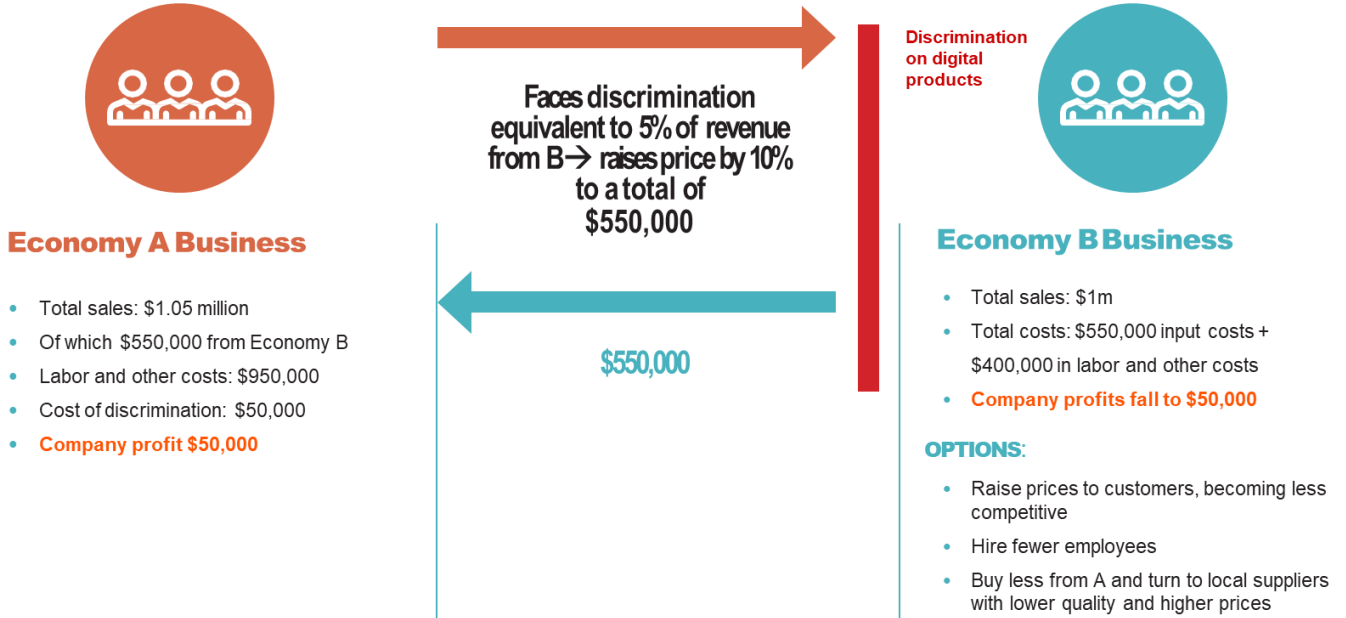 Discrimination
on digital
products
Faces discrimination
equivalent to 5% of revenue
from B→ raises price by 10%
to a total of
$550,000
Economy A Business
• Total sales: $1.05 million
• Of which $550,000 from Economy B
• Labor and other costs: $950,000
• Cost of discrimination: $50,000
• Company profit $50,000
$550,000
Economy B Business
• Total sales: $1m
• Total costs: $550,000 input costs +
$400,000 in labor and other costs
• Company profits fall to $50,000
OPTIONS:
• Raise prices to customers, becoming less
competitive
• Hire fewer employees
• Buy less from A and turn to local suppliers
with lower quality and higher prices